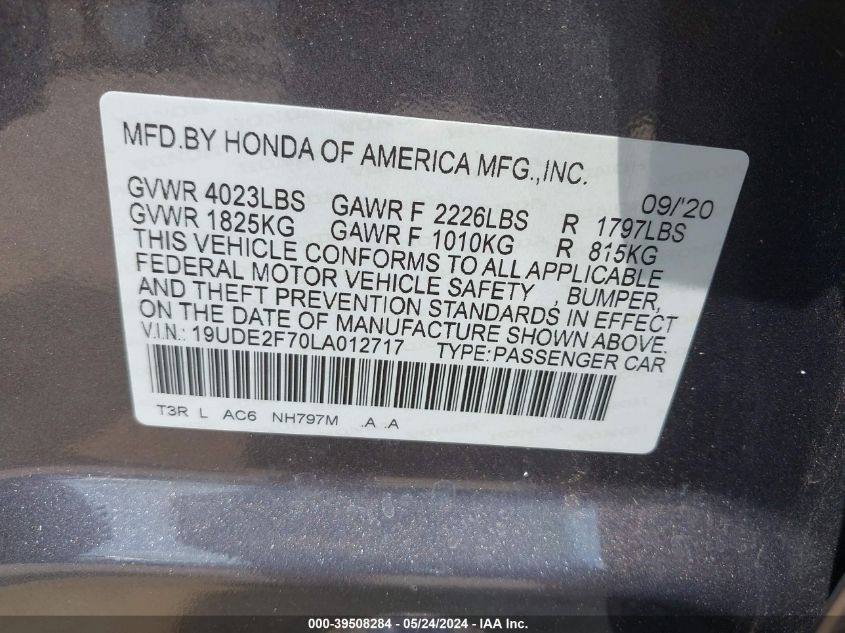 MFD.BY HONDA OF AMERICA MFG.,INC.
09/'20
GVWR 4023LBS GAWR F 2226LBS R 1797LBS
GVWR 1825KG GAWR F 1010KG R 815KG
THIS VEHICLE CONFORMS TO ALL APPLICABLE
FEDERAL MOTOR VEHICLE SAFETY , BUMPER,
AND THEFT PREVENTION STANDARDS IN EFFECT
ON THE DATE OF MANUFACTURE SHOWN ABOVE.
V.I.N.: 19UDE2F70LA012717 TYPE:PASSENGER CAR
T3R L AC6 NH797M .A .A
000-39508284 - 05/24/2024 - IAA Inc.